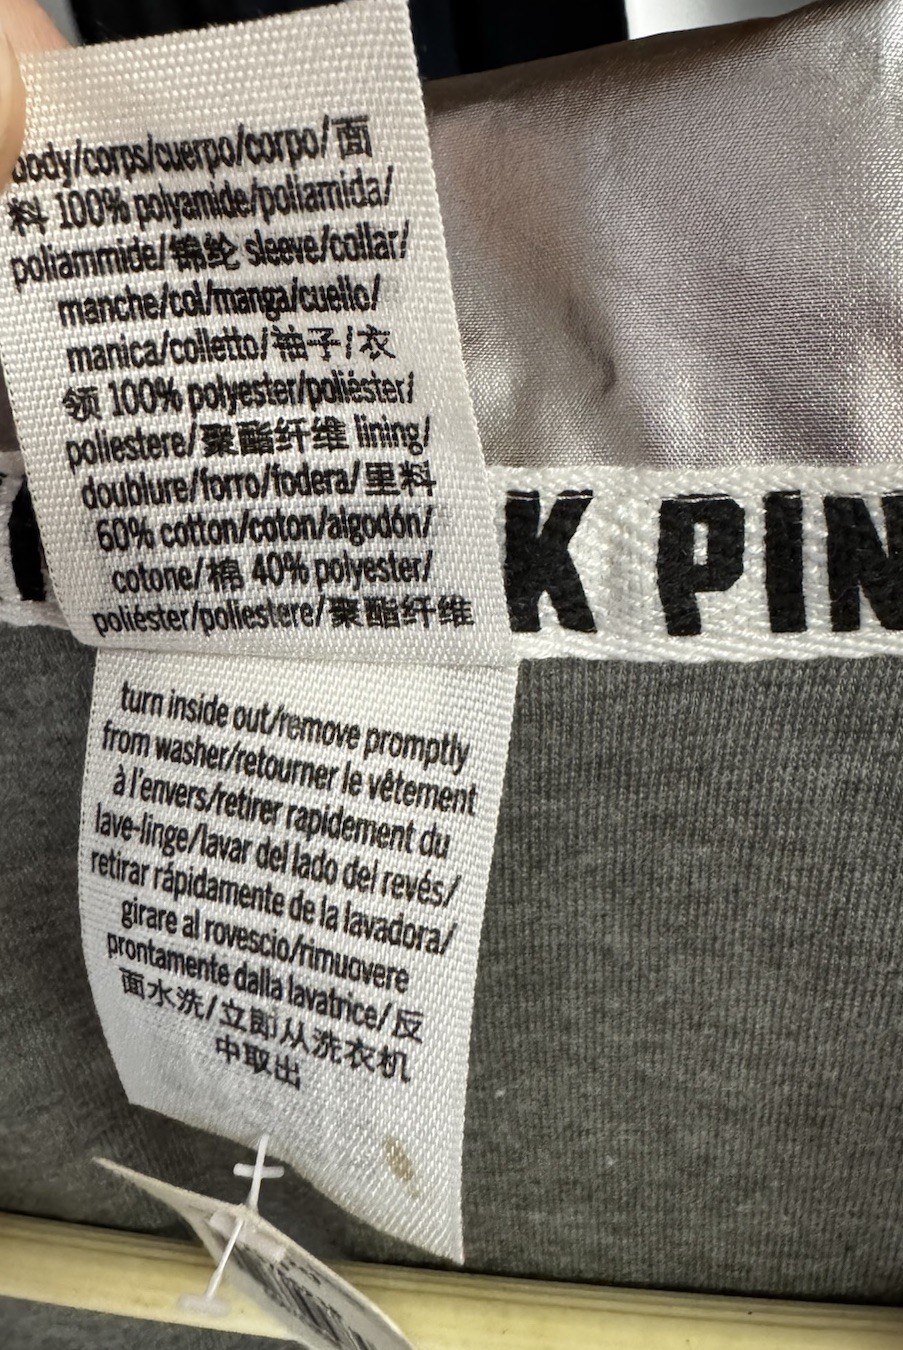 body/corps/cuerpo/corpo/面
料 100% polyamide/poliamida/
poliammide/锦纶 sleeve/collar/
manche/col/manga/cuello/
manica/colletto/袖子/衣
领 100% polyester/poliéster/
poliestere/聚酯纤维 lining/
doublure/forro/fodera/里料
60% cotton/coton/algodón/
cotone/棉 40% polyester/
poliéster/poliestere/聚酯纤维
K PIN
turn inside out/remove promptly
from washer/retourner le vêtement
à l'envers/retirer rapidement du
lave-linge/lavar del lado del revés/
retirar rápidamente de la lavadora/
girare al rovescio/rimuovere
prontamente dalla lavatrice/反
面水洗/立即从洗衣机
中取出